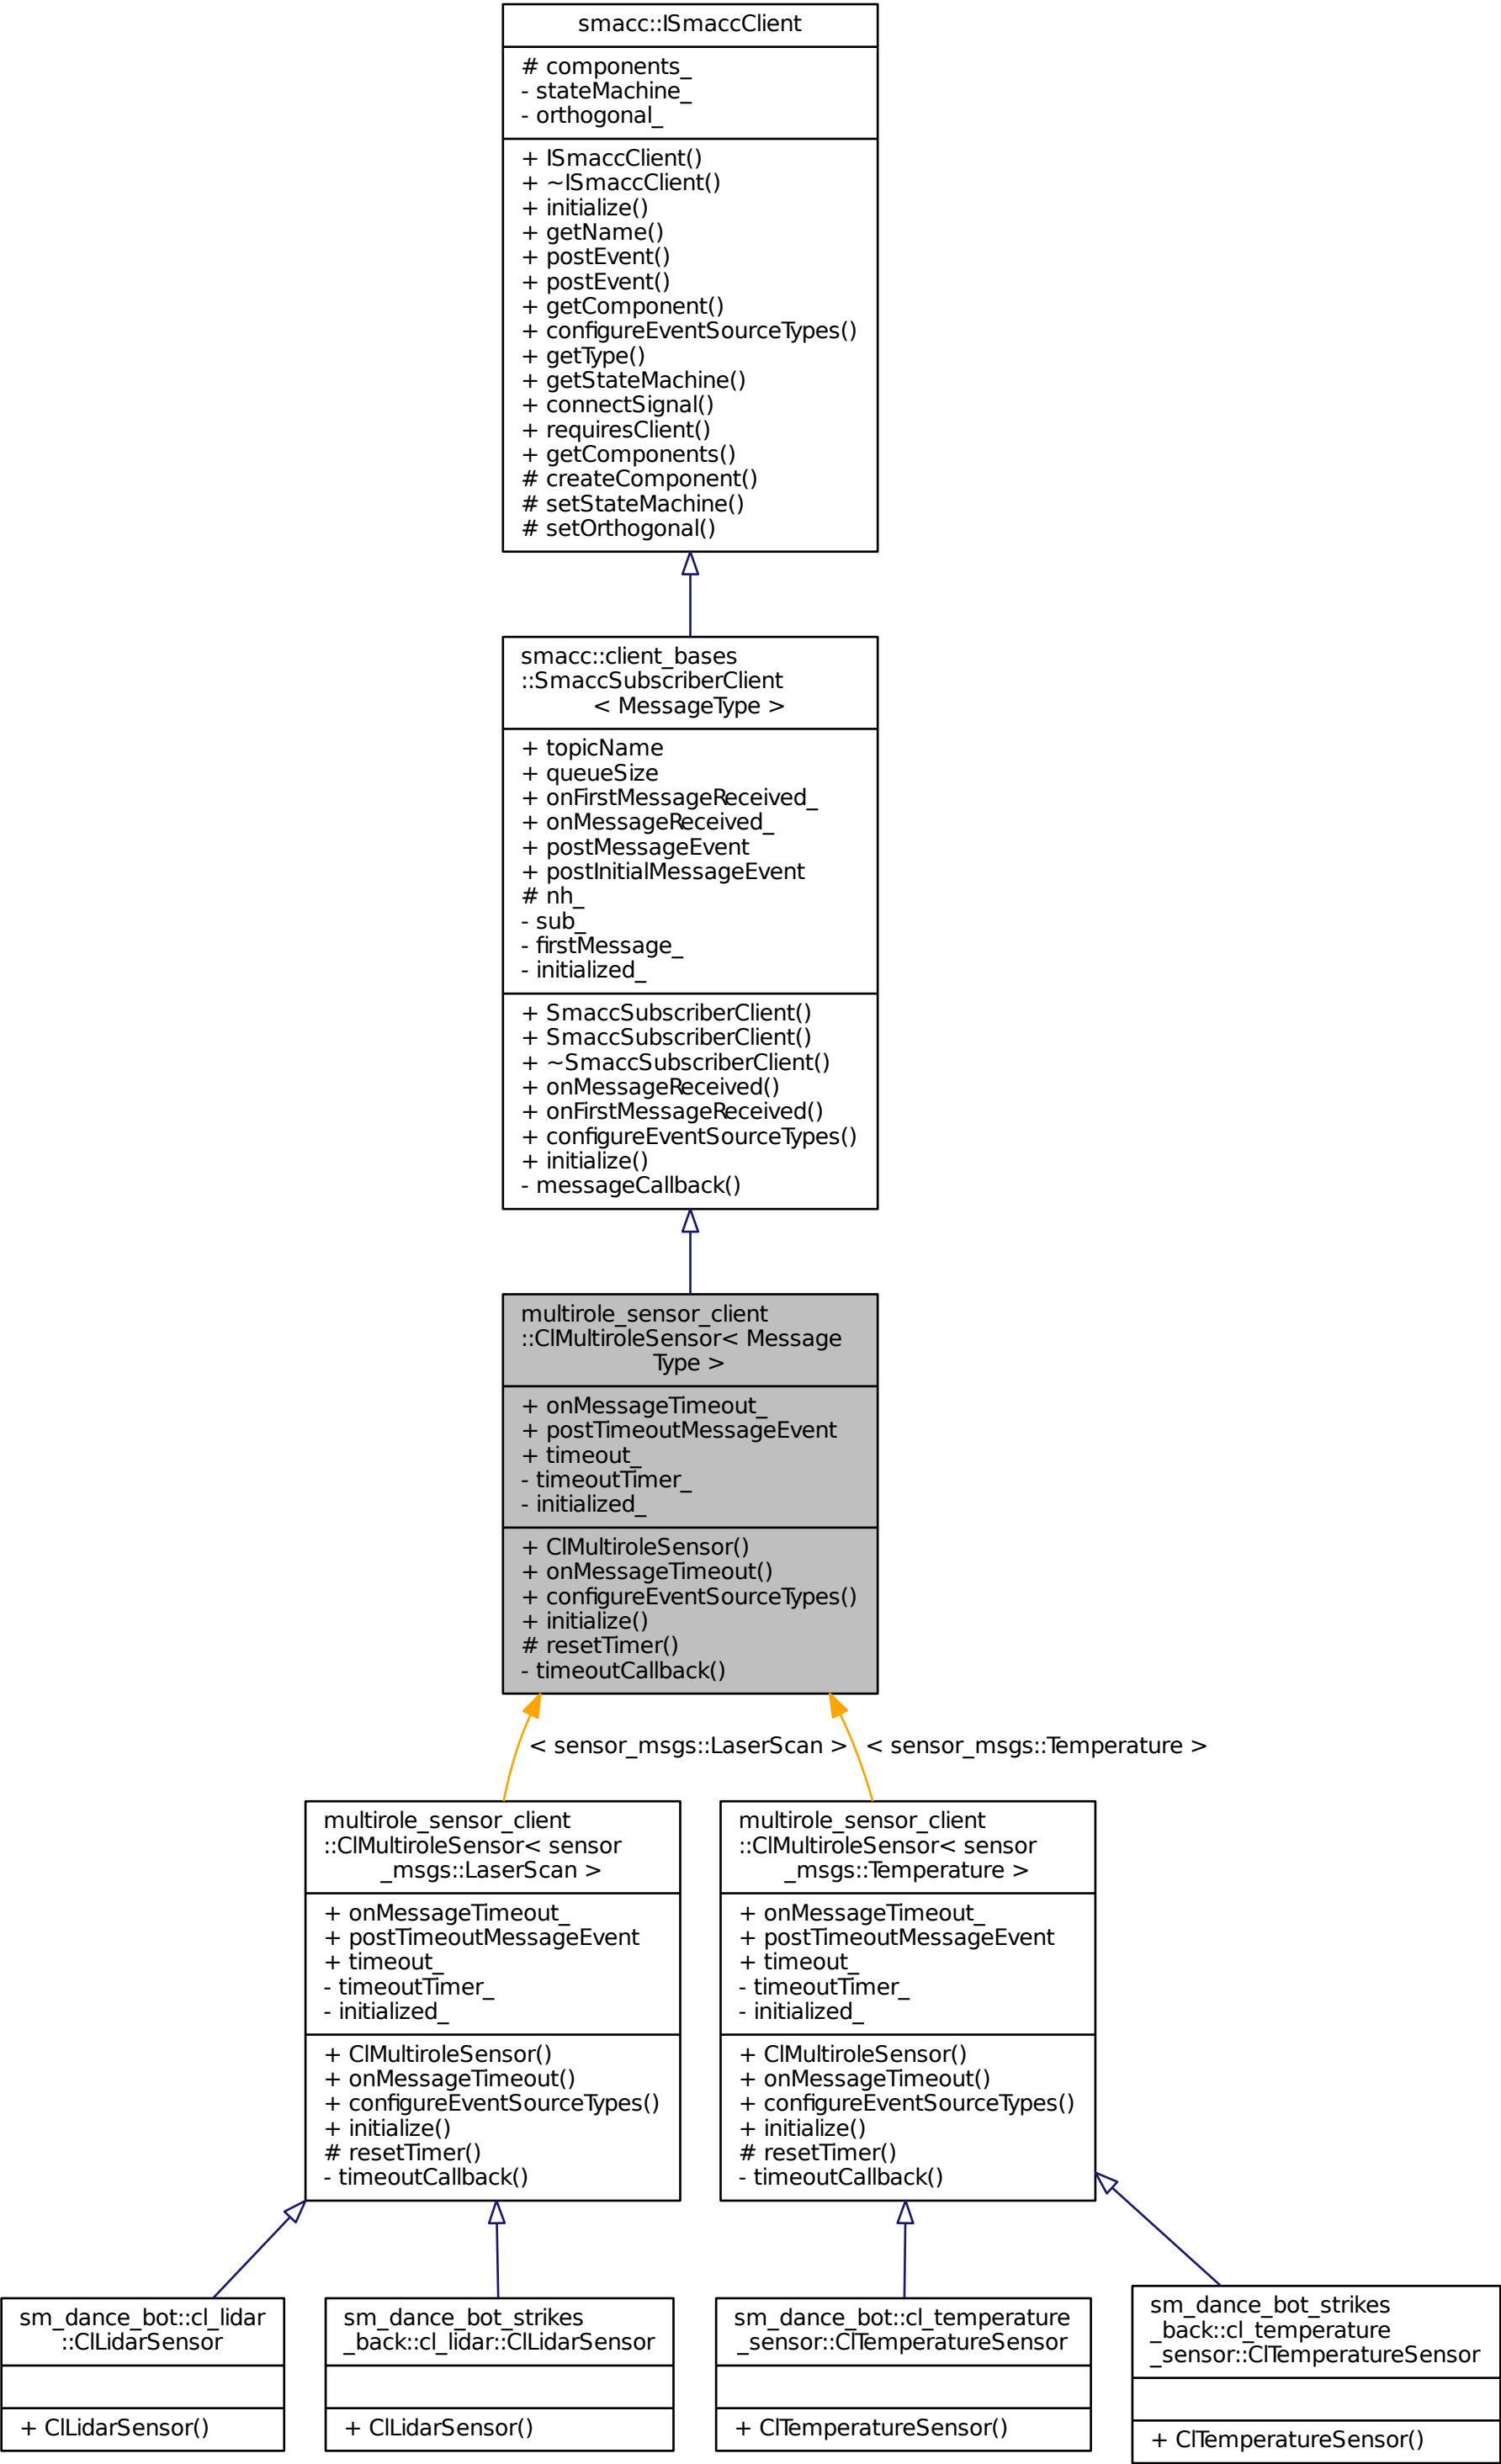 smacc::ISmaccClient
# components_
- stateMachine_
- orthogonal_
+ ISmaccClient()
+ ~ISmaccClient()
+ initialize()
+ getName()
+ postEvent()
+ postEvent()
+ getComponent()
+ configureEventSourceTypes()
+ getType()
+ getStateMachine()
+ connectSignal()
+ requiresClient()
+ getComponents()
# createComponent()
# setStateMachine()
# setOrthogonal()
smacc::client_bases
::SmaccSubscriberClient
< MessageType >
+ topicName
+ queueSize
+ onFirstMessageReceived_
+ onMessageReceived_
+ postMessageEvent
+ postInitialMessageEvent
# nh_
- sub_
- firstMessage_
- initialized_
+ SmaccSubscriberClient()
+ SmaccSubscriberClient()
+ ~SmaccSubscriberClient()
+ onMessageReceived()
+ onFirstMessageReceived()
+ configureEventSourceTypes()
+ initialize()
- messageCallback()
multirole_sensor_client
::ClMultiroleSensor< Message
Type >
+ onMessageTimeout_
+ postTimeoutMessageEvent
+ timeout_
- timeoutTimer_
- initialized_
+ ClMultiroleSensor()
+ onMessageTimeout()
+ configureEventSourceTypes()
+ initialize()
# resetTimer()
- timeoutCallback()
< sensor_msgs::LaserScan >
< sensor_msgs::Temperature >
multirole_sensor_client
::ClMultiroleSensor< sensor
_msgs::LaserScan >
+ onMessageTimeout_
+ postTimeoutMessageEvent
+ timeout_
- timeoutTimer_
- initialized_
+ ClMultiroleSensor()
+ onMessageTimeout()
+ configureEventSourceTypes()
+ initialize()
# resetTimer()
- timeoutCallback()
multirole_sensor_client
::ClMultiroleSensor< sensor
_msgs::Temperature >
+ onMessageTimeout_
+ postTimeoutMessageEvent
+ timeout_
- timeoutTimer_
- initialized_
+ ClMultiroleSensor()
+ onMessageTimeout()
+ configureEventSourceTypes()
+ initialize()
# resetTimer()
- timeoutCallback()
sm_dance_bot::cl_lidar
::ClLidarSensor
+ ClLidarSensor()
sm_dance_bot_strikes
_back::cl_lidar::ClLidarSensor
+ ClLidarSensor()
sm_dance_bot::cl_temperature
_sensor::ClTemperatureSensor
+ ClTemperatureSensor()
sm_dance_bot_strikes
_back::cl_temperature
_sensor::ClTemperatureSensor
+ ClTemperatureSensor()